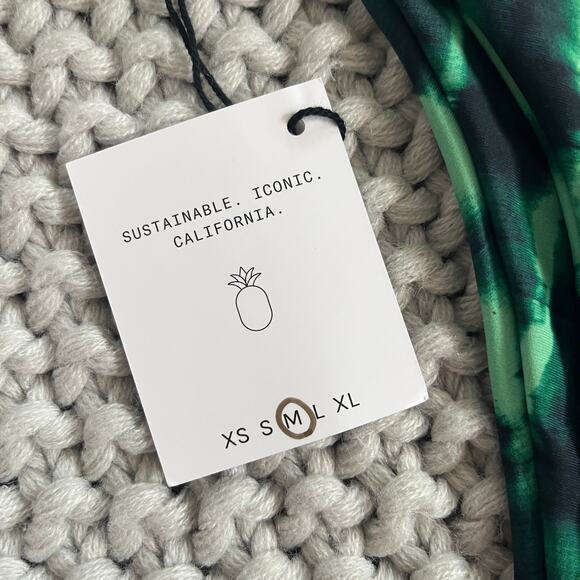 SUSTAINABLE. ICONIC.
CALIFORNIA.
XS S M L XL